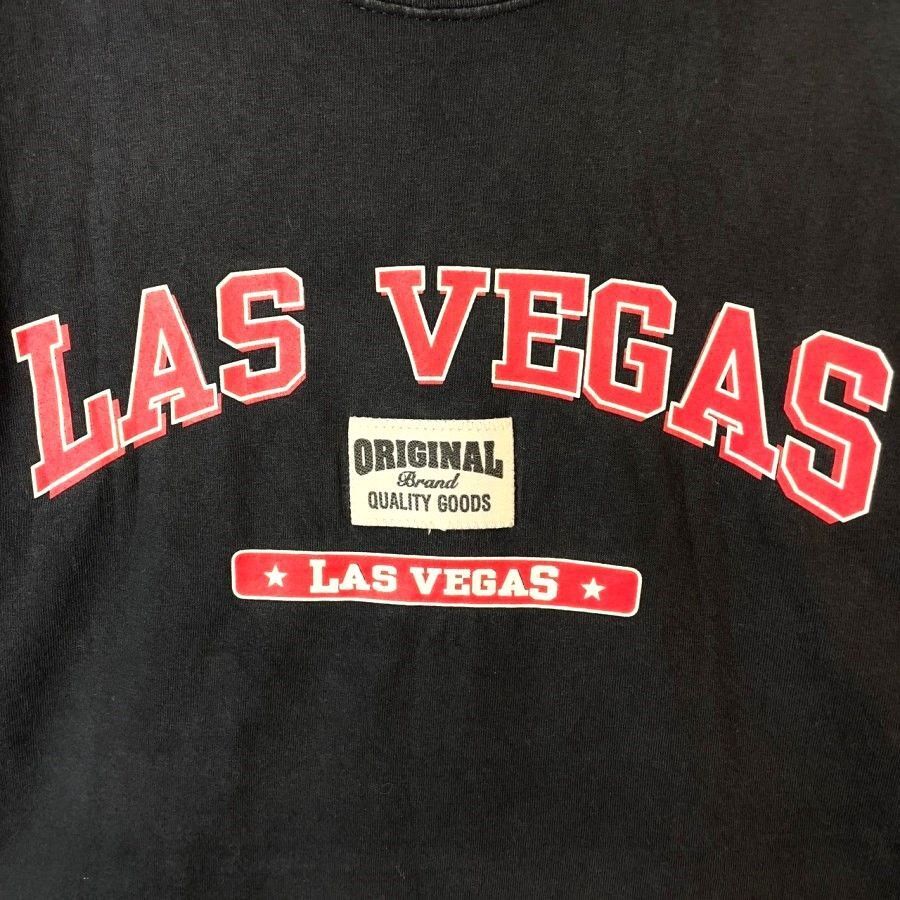 LAS VEGAS
ORIGINAL
Brand
QUALITY GOODS
LAS VEGAS